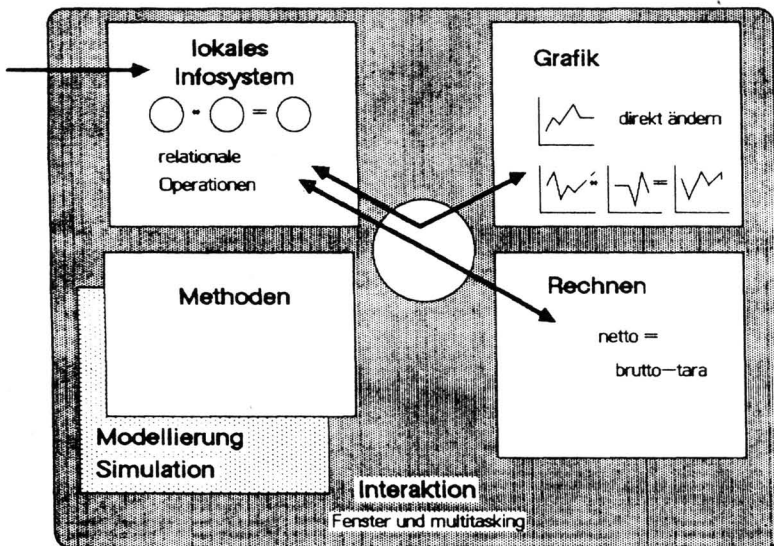 lokales
Infosystem
relationale
Operationen
Grafik
direkt ändern
Methoden
Rechnen
netto =
brutto-tara
Modellierung
Simulation
Interaktion
Fenster und multitasking